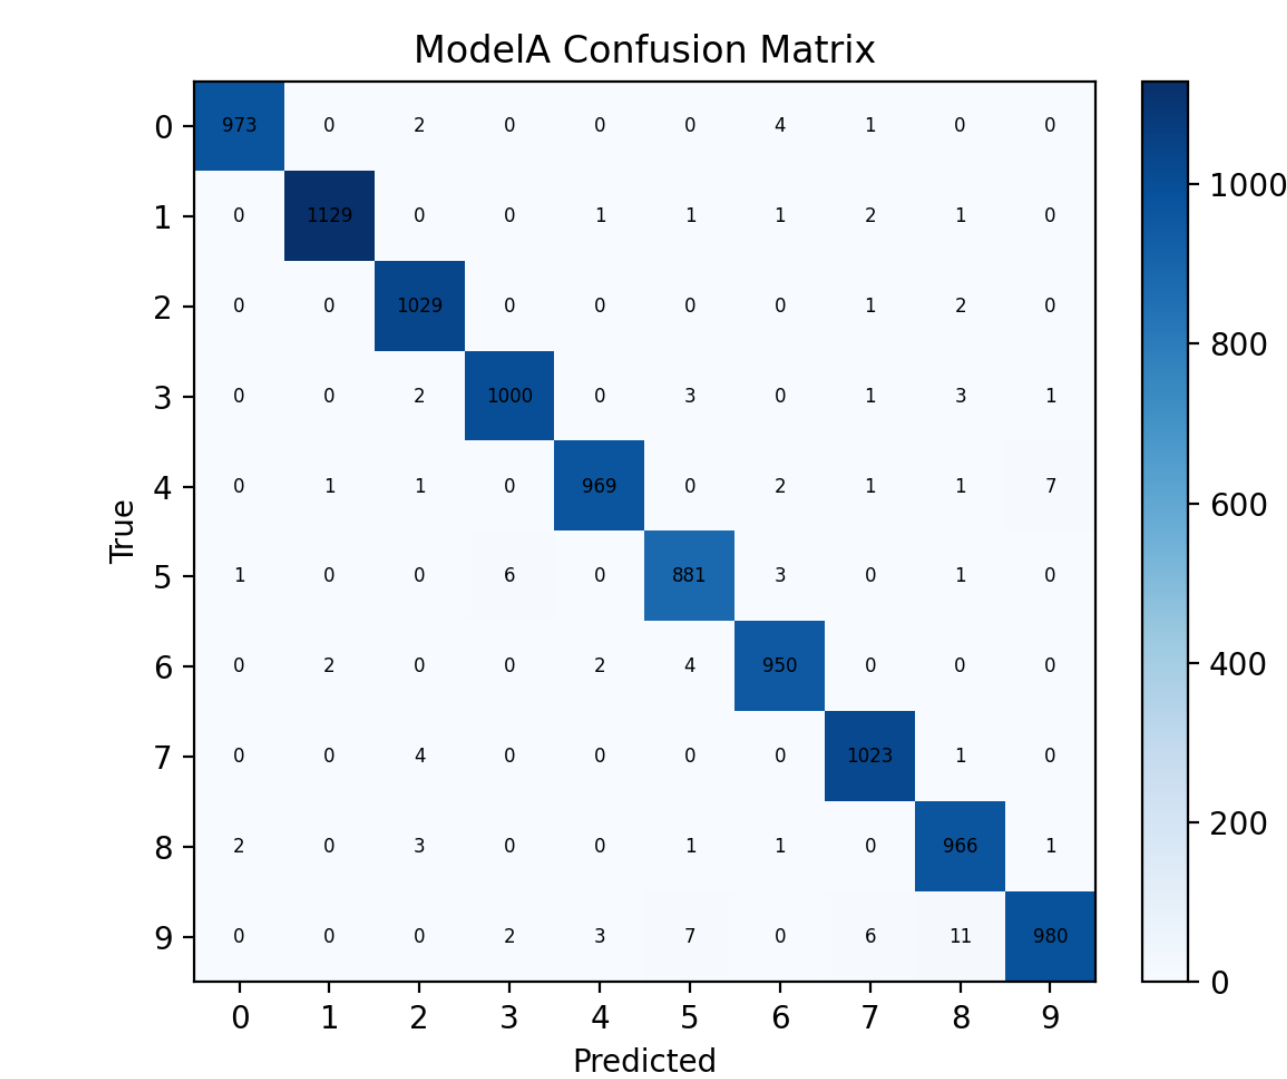 ModelA Confusion Matrix
0 973 0 2 0 0 0 4 1 0 0
1 0 1129 0 0 1 1 1 2 1 0 1000
2 0 0 1029 0 0 0 0 1 2 0
800
3 0 0 2 1000 0 3 0 1 3 1
4 0 1 1 0 969 0 2 1 1 7
600
True
5 1 0 0 6 0 881 3 0 1 0
6 0 2 0 0 2 4 950 0 0 0 400
7 0 0 4 0 0 0 0 1023 1 0
8 2 0 3 0 0 1 1 0 966 1 200
9 0 0 0 2 3 7 0 6 11 980
0
0 1 2 3 4 5 6 7 8 9
Predicted